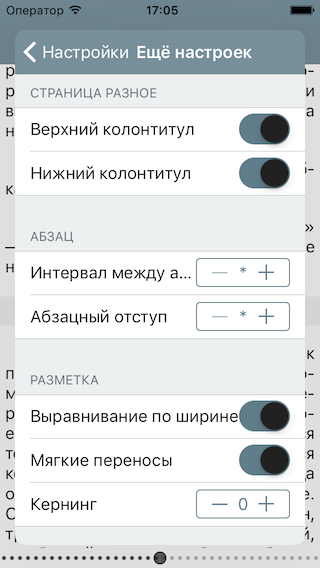 Оператор 17:05
Настройки Ещё настроек
СТРАНИЦА РАЗНОЕ
Верхний колонтитул
Нижний колонтитул
АБЗАЦ
Интервал между а... — * +
Абзацный отступ — * +
РАЗМЕТКА
Выравнивание по ширине
Мягкие переносы
Кернинг — 0 +